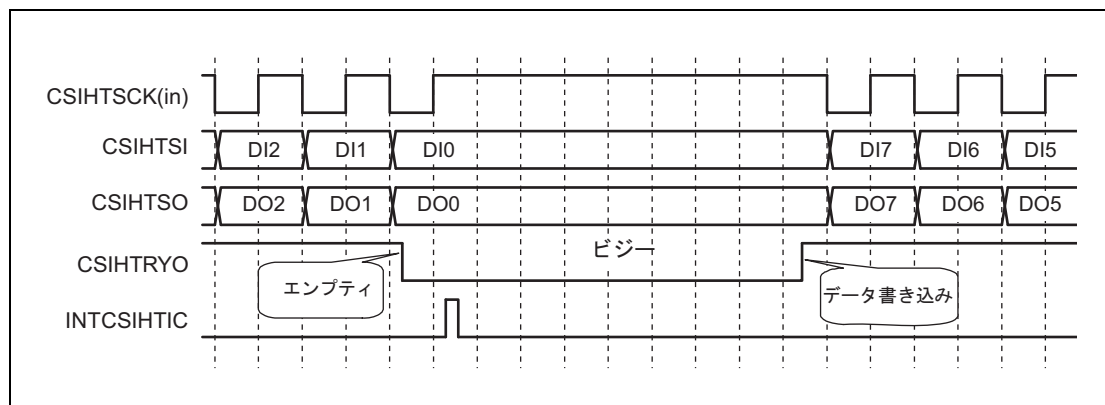 CSIHTSCK(in)
CSIHTSI DI2 DI1 DI0 DI7 DI6 DI5
CSIHTSO DO2 DO1 DO0 DO7 DO6 DO5
CSIHTRYO ビジー
エンプティ データ書き込み
INTCSIHTIC